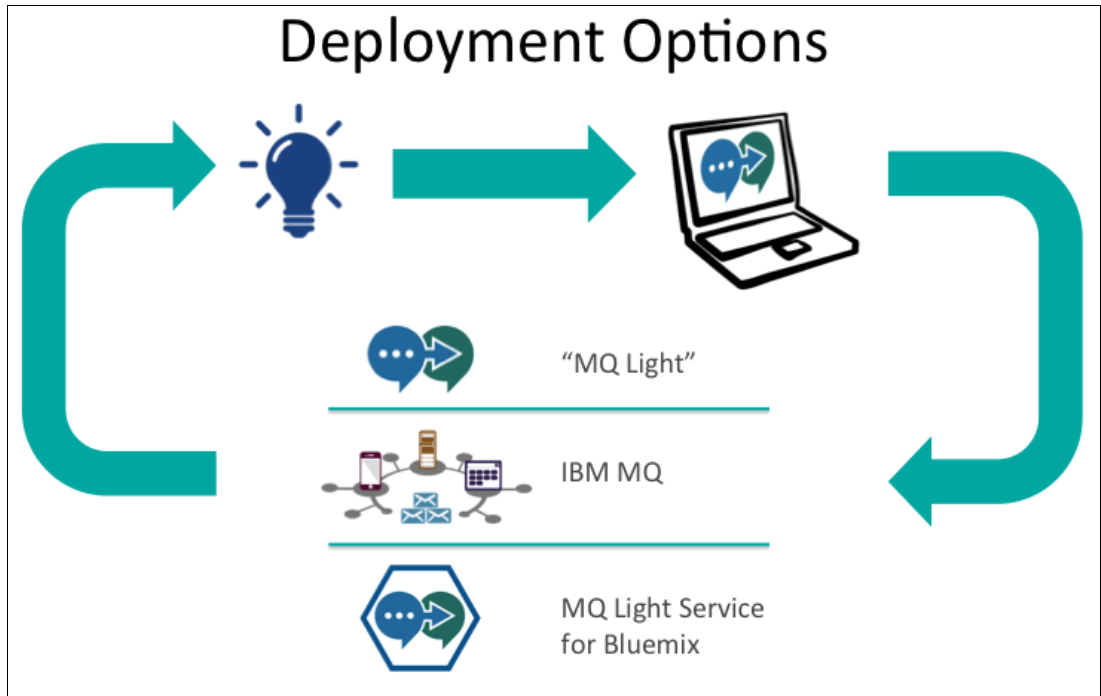 Deployment Options
“MQ Light”
IBM MQ
MQ Light Service
for Bluemix